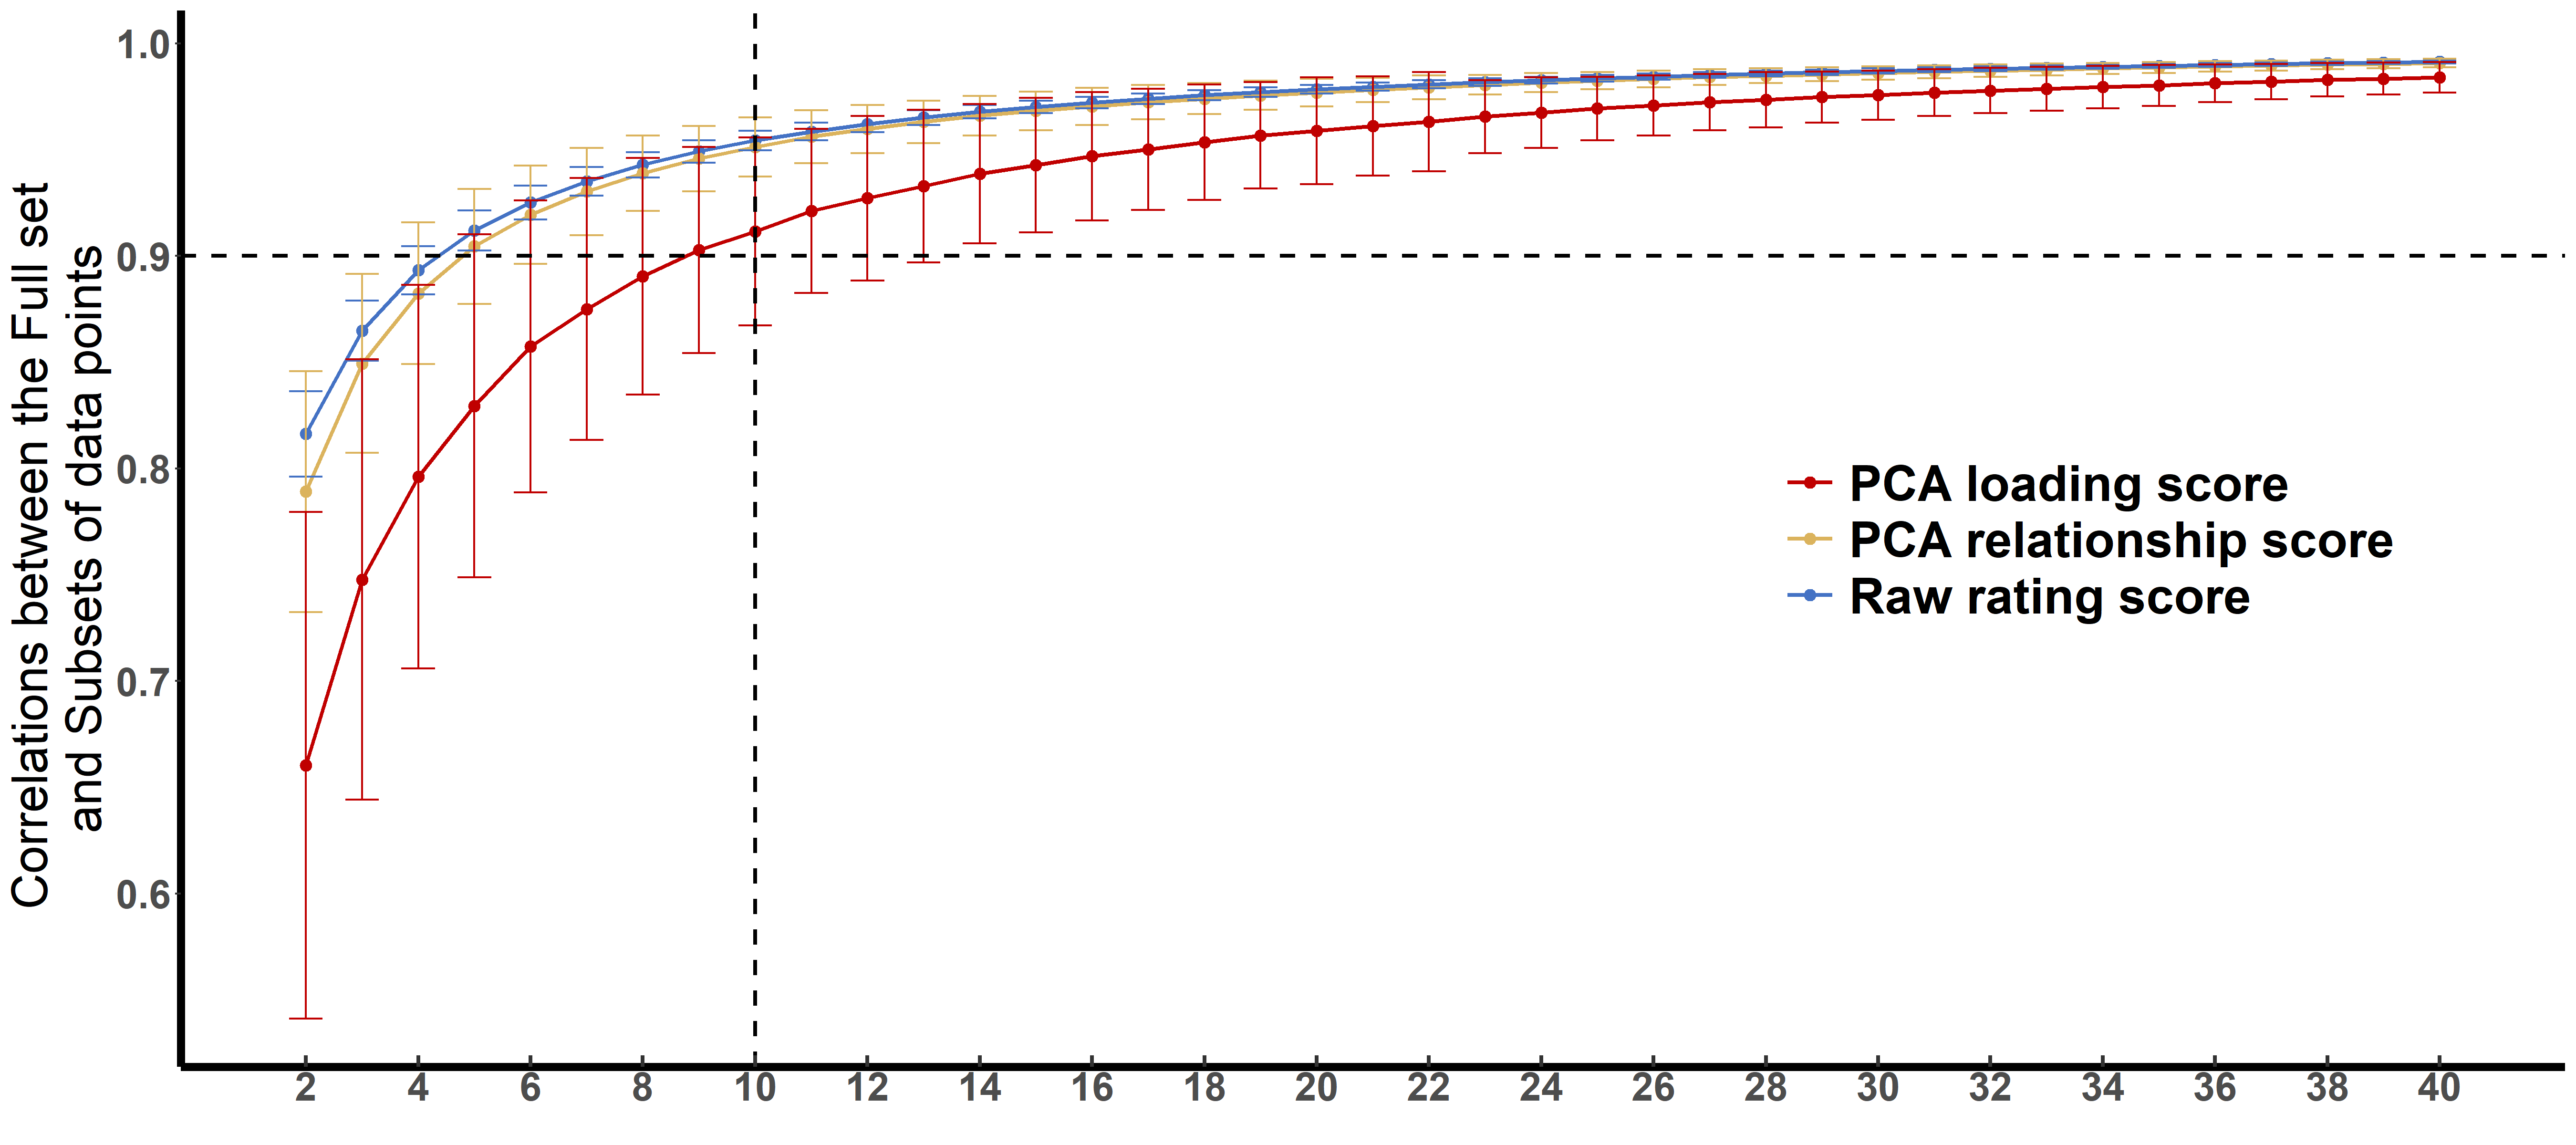 Correlations between the Full set
and Subsets of data points
1.0
0.9
0.8
0.7
0.6
PCA loading score
PCA relationship score
Raw rating score
2 4 6 8 10 12 14 16 18 20 22 24 26 28 30 32 34 36 38 40